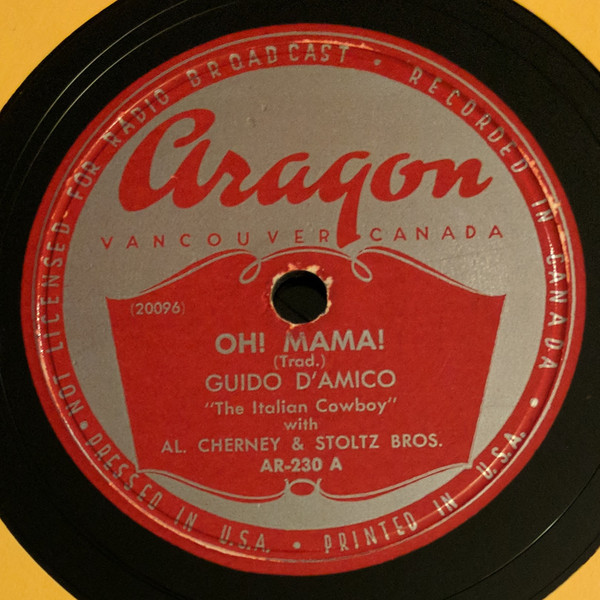 NOT LICENSED FOR RADIO BROADCAST • RECORDED IN CANADA • PRINTED IN U.S.A. • PRESSED IN U.S.A. •
Aragon
VANCOUVER CANADA
(20096)
OH! MAMA!
(Trad.)
GUIDO D'AMICO
"The Italian Cowboy"
with
AL. CHERNEY & STOLTZ BROS.
AR-230 A